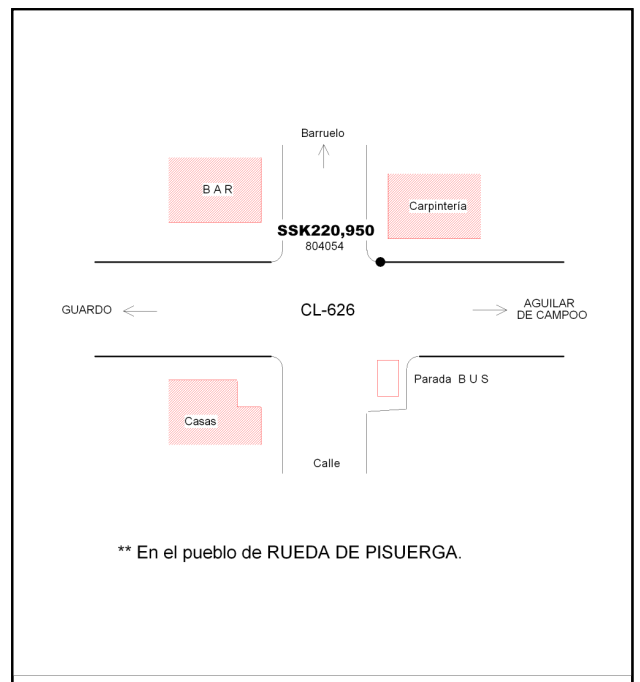 Barruelo
B A R
Carpintería
SSK220,950
804054
GUARDO
CL-626
AGUILAR
DE CAMPOO
Parada B U S
Casas
Calle
** En el pueblo de RUEDA DE PISUERGA.